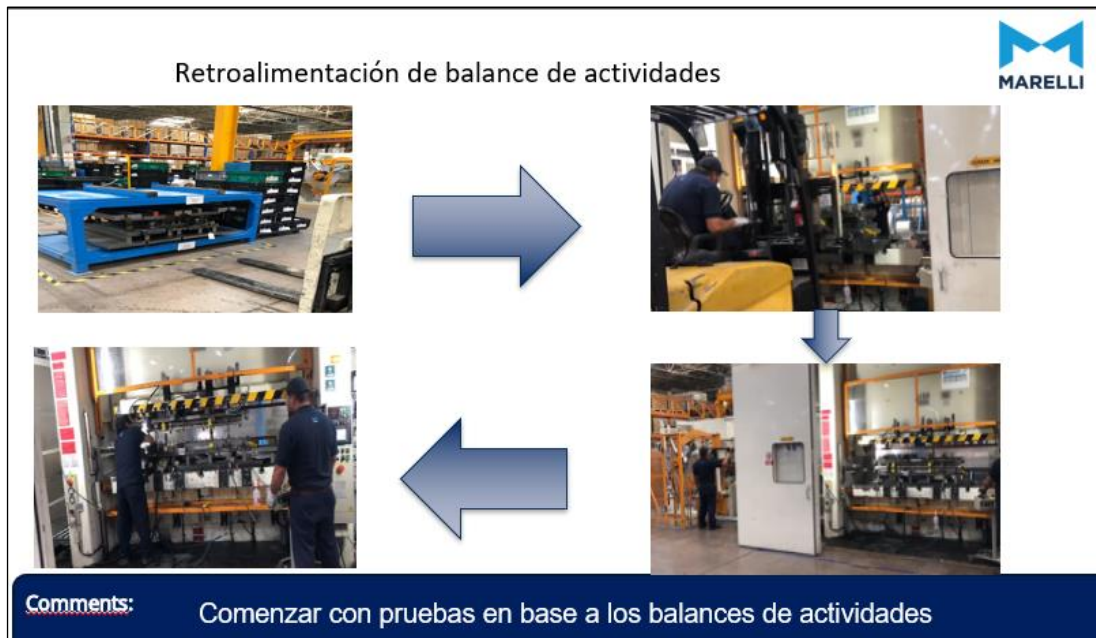 Retroalimentación de balance de actividades
MARELLI
Comments:
Comenzar con pruebas en base a los balances de actividades